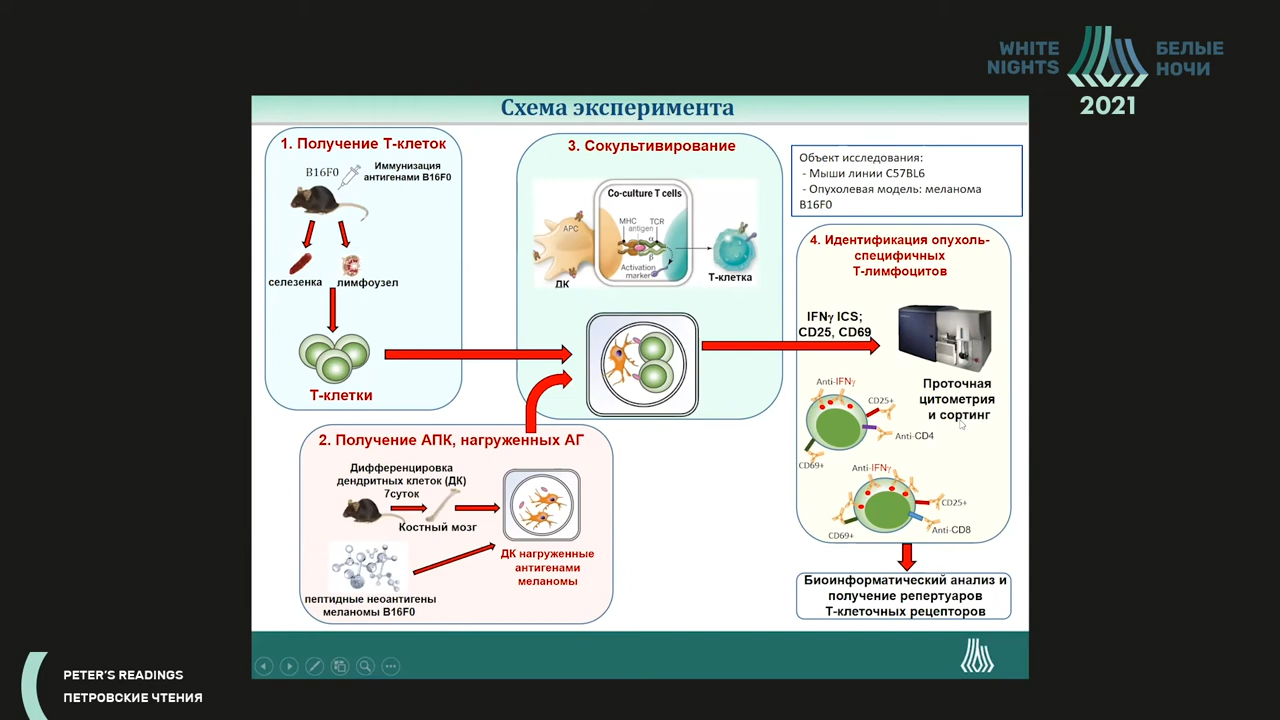 WHITE
NIGHTS
БЕЛЫЕ
НОЧИ
2021
Схема эксперимента
1. Получение Т-клеток
B16F0
Иммунизация
антигенами B16F0
селезенка
лимфоузел
Т-клетки
2. Получение АПК, нагруженных АГ
Дифференцировка
дендритных клеток (ДК)
7суток
Костный мозг
пептидные неоантигены
меланомы B16F0
ДК нагруженные
антигенами
меланомы
3. Сокультивирование
Co-culture T cells
APC
MHC
TCR
antigen
α
β
Activation
marker
ДК
Т-клетка
Объект исследования:
- Мыши линии C57BL6
- Опухолевая модель: меланома
B16F0
4. Идентификация опухоль-
специфичных
Т-лимфоцитов
IFNγ ICS;
CD25, CD69
Проточная
цитометрия
и сортинг
Anti-IFNγ
CD25+
Anti-CD4
CD69+
Anti-IFNγ
CD25+
Anti-CD8
CD69+
Биоинформатический анализ и
получение репертуаров
Т-клеточных рецепторов
PETER'S READINGS
ПЕТРОВСКИЕ ЧТЕНИЯ